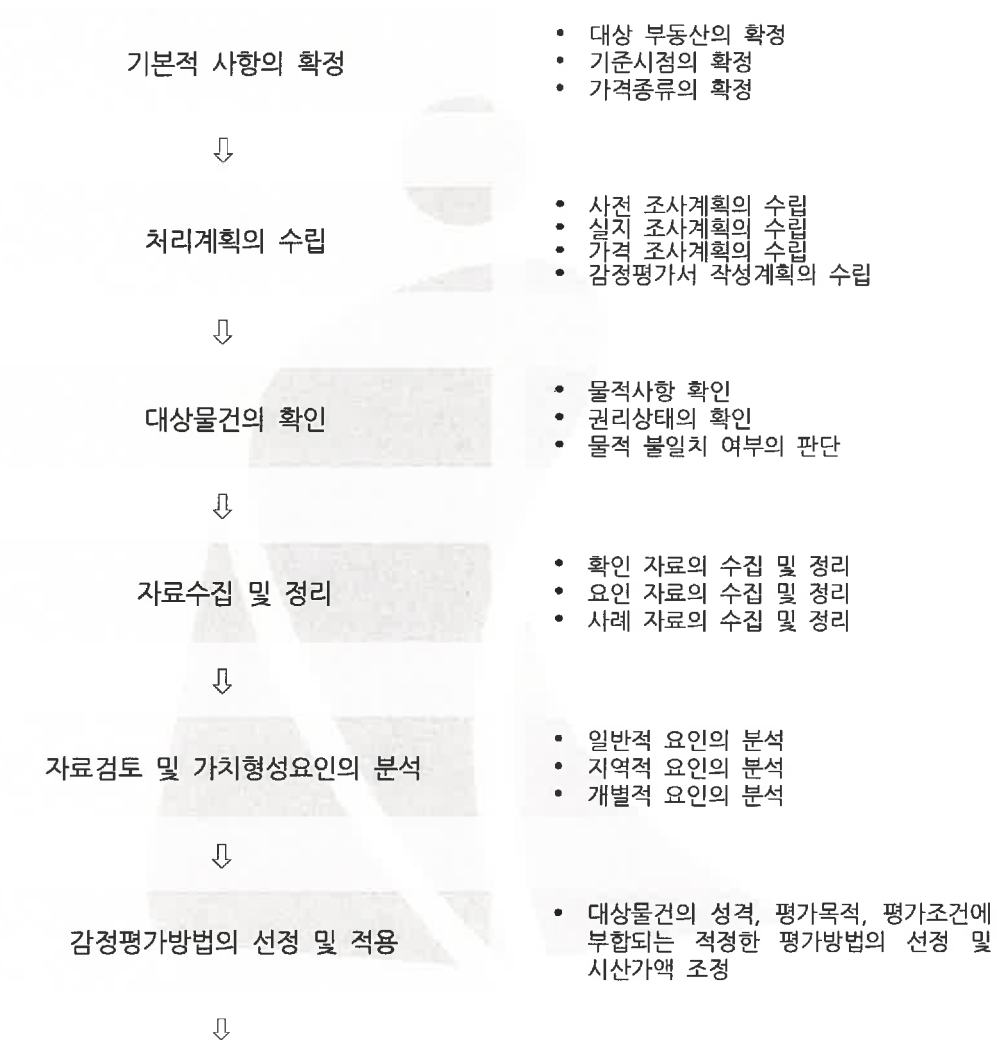 기본적 사항의 확정
• 대상 부동산의 확정
• 기준시점의 확정
• 가격종류의 확정
⇩
처리계획의 수립
• 사전 조사계획의 수립
• 실지 조사계획의 수립
• 가격 조사계획의 수립
• 감정평가서 작성계획의 수립
⇩
대상물건의 확인
• 물적사항 확인
• 권리상태의 확인
• 물적 불일치 여부의 판단
⇩
자료수집 및 정리
• 확인 자료의 수집 및 정리
• 요인 자료의 수집 및 정리
• 사례 자료의 수집 및 정리
⇩
자료검토 및 가치형성요인의 분석
• 일반적 요인의 분석
• 지역적 요인의 분석
• 개별적 요인의 분석
⇩
감정평가방법의 선정 및 적용
• 대상물건의 성격, 평가목적, 평가조건에
부합되는 적정한 평가방법의 선정 및
시산가액 조정
⇩